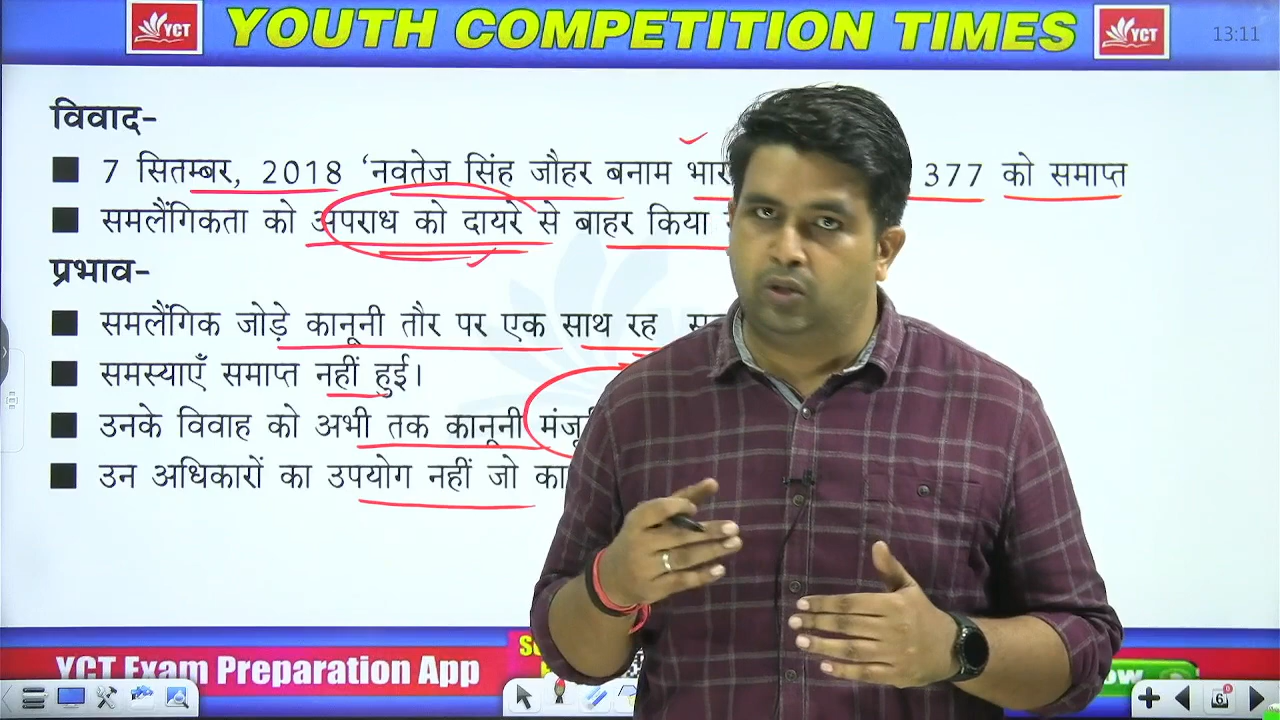 YCT YOUTH COMPETITION TIMES YCT 13:11
विवाद-
■ 7 सितम्बर, 2018 'नवतेज सिंह जौहर बनाम 377 को समाप्त
■ समलैंगिकता को अपराध को दायरे से बाहर किया
प्रभाव-
■ समलैंगिक जोड़े कानूनी तौर पर एक साथ रह
■ समस्याएँ समाप्त नहीं हुई।
■ उनके विवाह को अभी तक कानूनी
■ उन अधिकारों का उपयोग नहीं जो
YCT Exam Preparation App
6